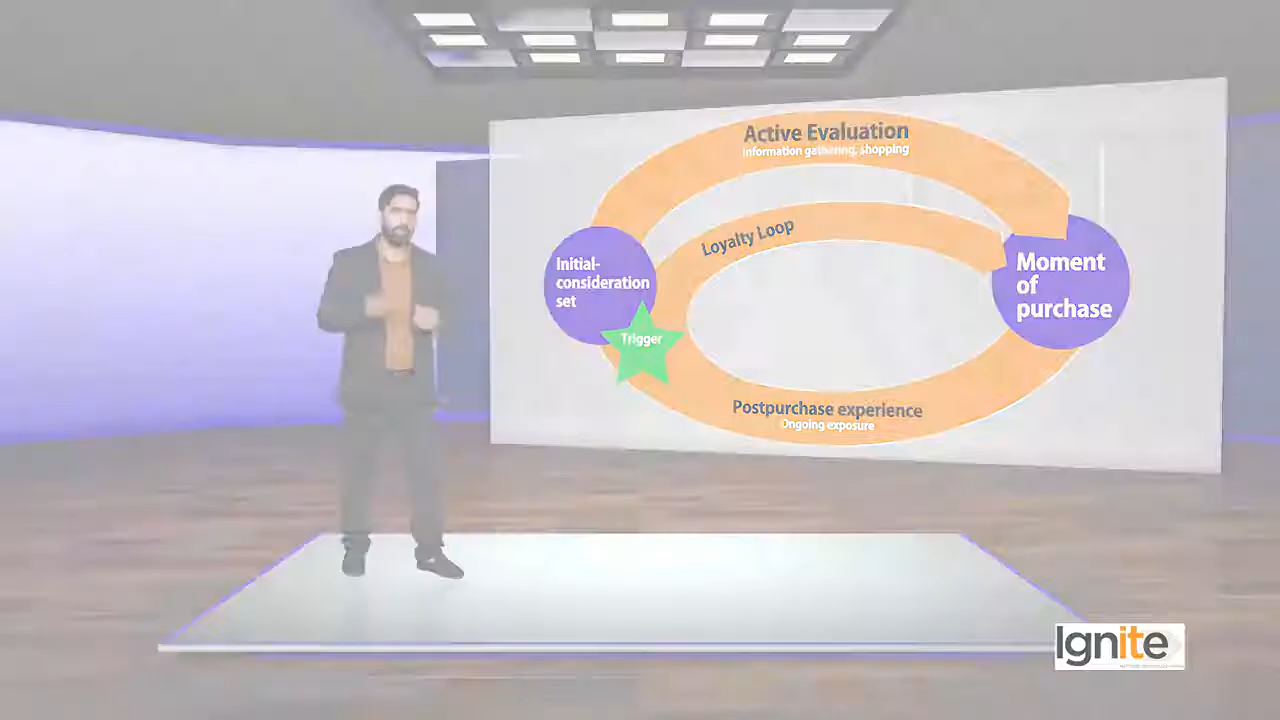 Active Evaluation
Information gathering, shopping
Loyalty Loop
Initial-
consideration
set
Trigger
Moment
of
purchase
Postpurchase experience
Ongoing exposure
Ignite